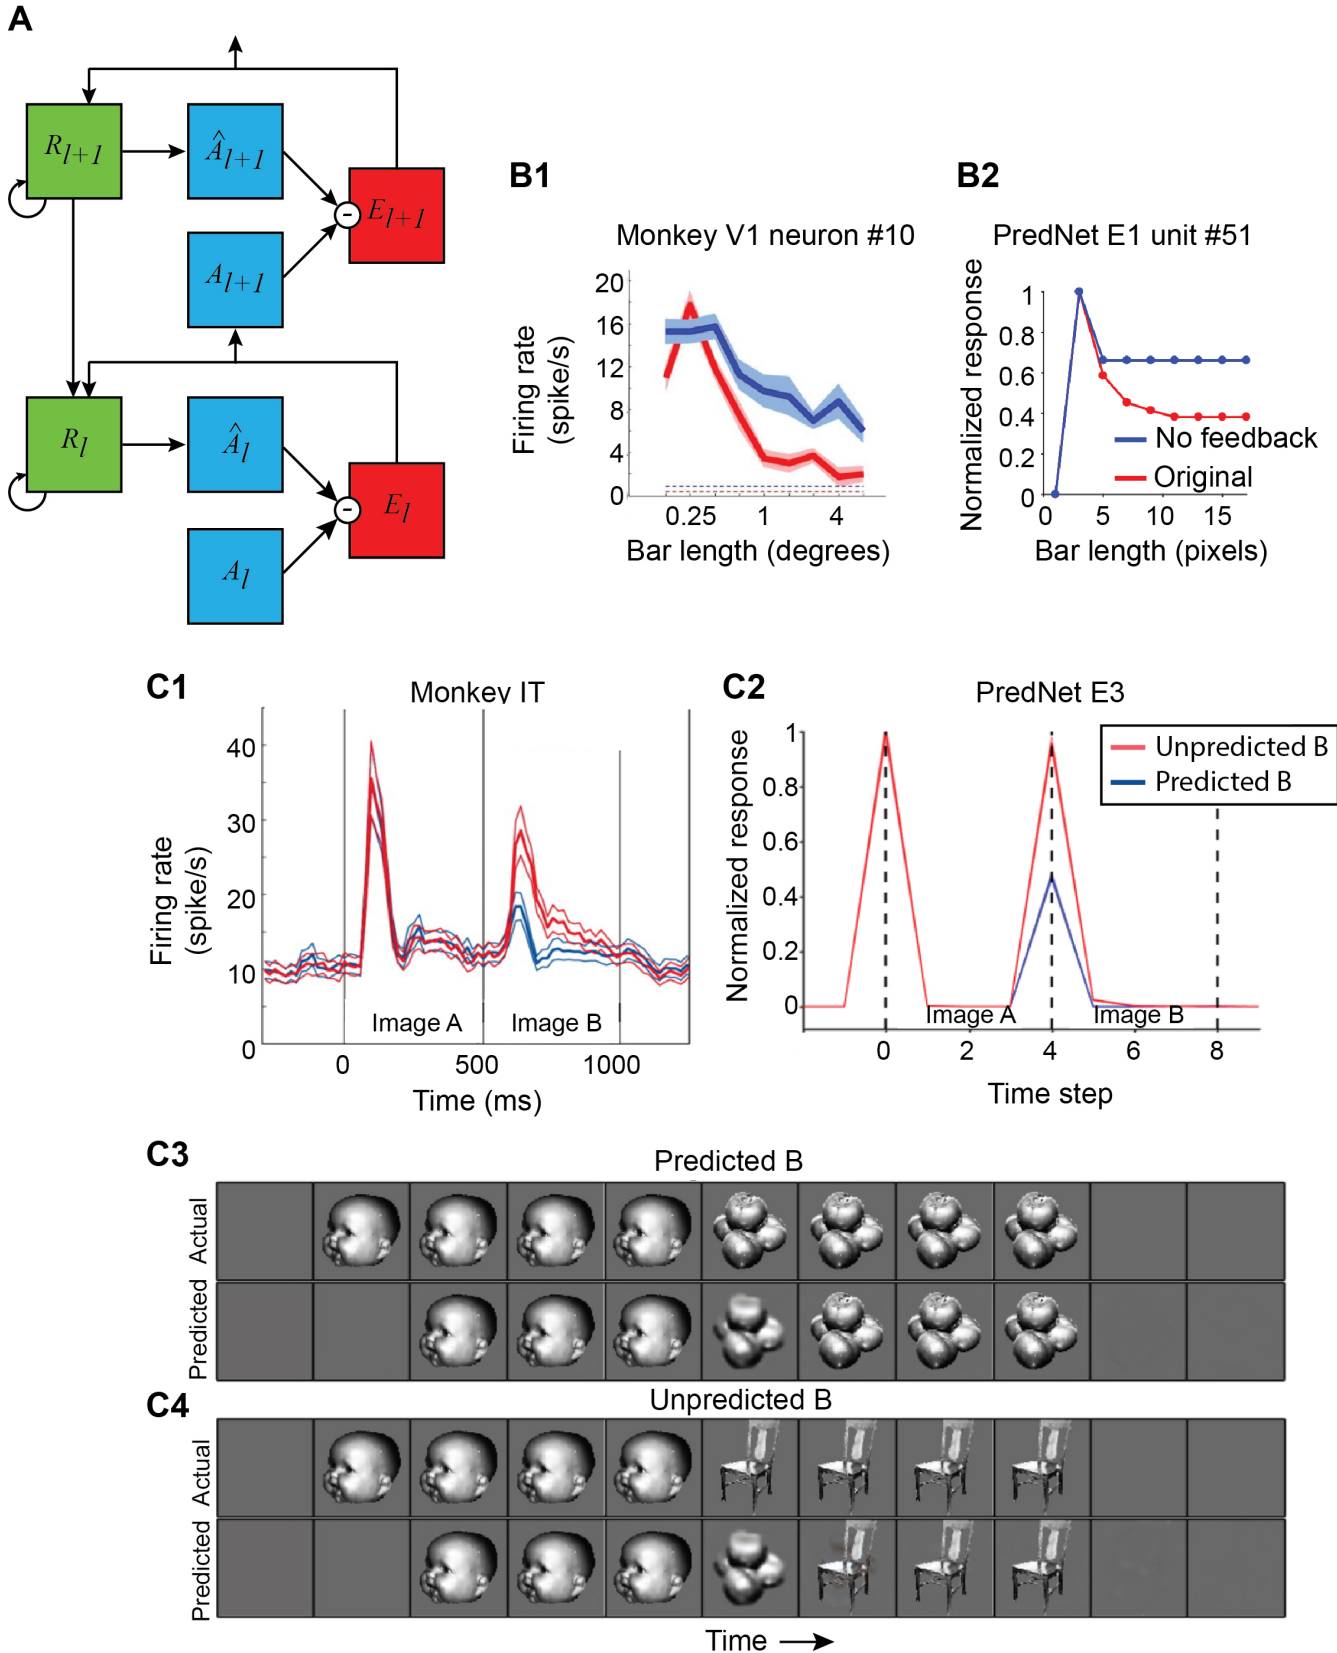 A
R_{l+1}
Â_{l+1}
E_{l+1}
-
A_{l+1}
R_l
Â_l
E_l
-
A_l
B1
Monkey V1 neuron #10
Firing rate
(spike/s)
20
16
12
8
4
0
0.25 1 4
Bar length (degrees)
B2
PredNet E1 unit #51
Normalized response
1
0.8
0.6
0.4
0.2
0
No feedback
Original
0 5 10 15
Bar length (pixels)
C1
Monkey IT
Firing rate
(spike/s)
40
30
20
10
0
Image A Image B
0 500 1000
Time (ms)
C2
PredNet E3
Normalized response
1
0.8
0.6
0.4
0.2
0
Unpredicted B
Predicted B
Image A Image B
0 2 4 6 8
Time step
C3
Predicted B
Actual
Predicted
C4
Unpredicted B
Actual
Predicted
Time